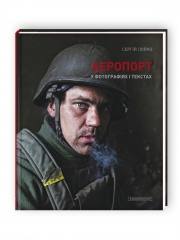 СЕРГІЙ ЛОЙКО
АЕРОПОРТ
У ФОТОГРАФІЯХ І ТЕКСТАХ